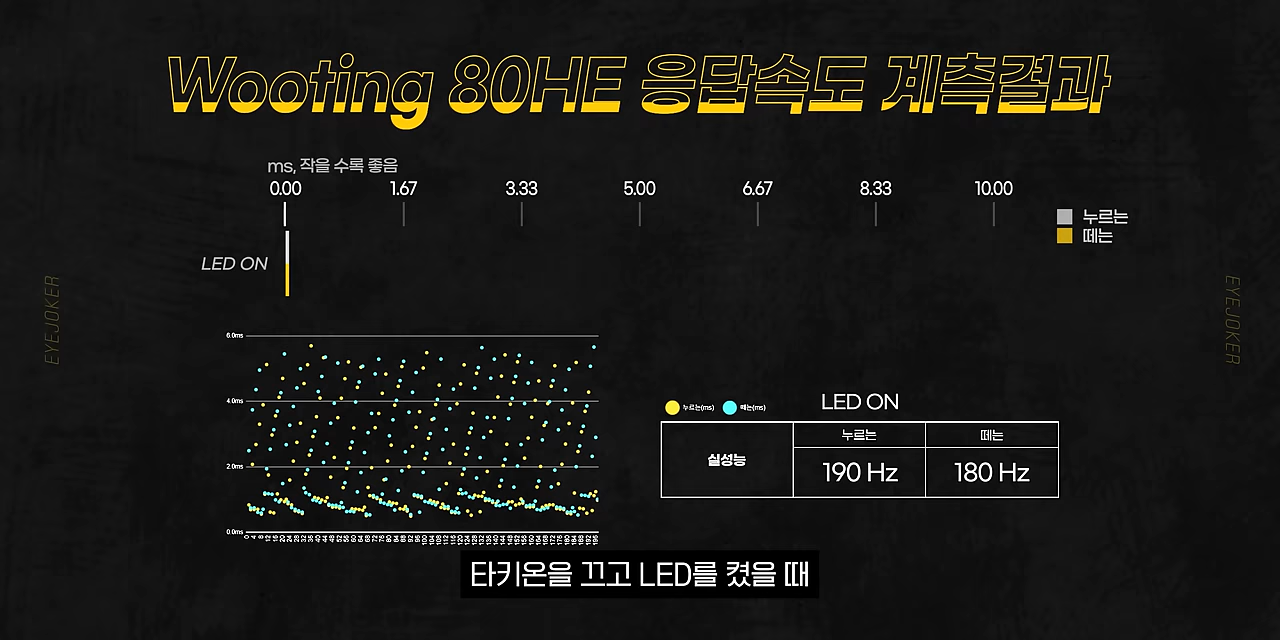 Wooting 80HE 응답속도 계측결과
ms, 작을 수록 좋음
0.00 1.67 3.33 5.00 6.67 8.33 10.00
누르는
떼는
LED ON
EYEJOKER
EYEJOKER
6.0ms
4.0ms
2.0ms
0.0ms
누르는(ms) 떼는(ms)
LED ON
누르는 떼는
실성능
190 Hz 180 Hz
타키온을 끄고 LED를 켰을 때